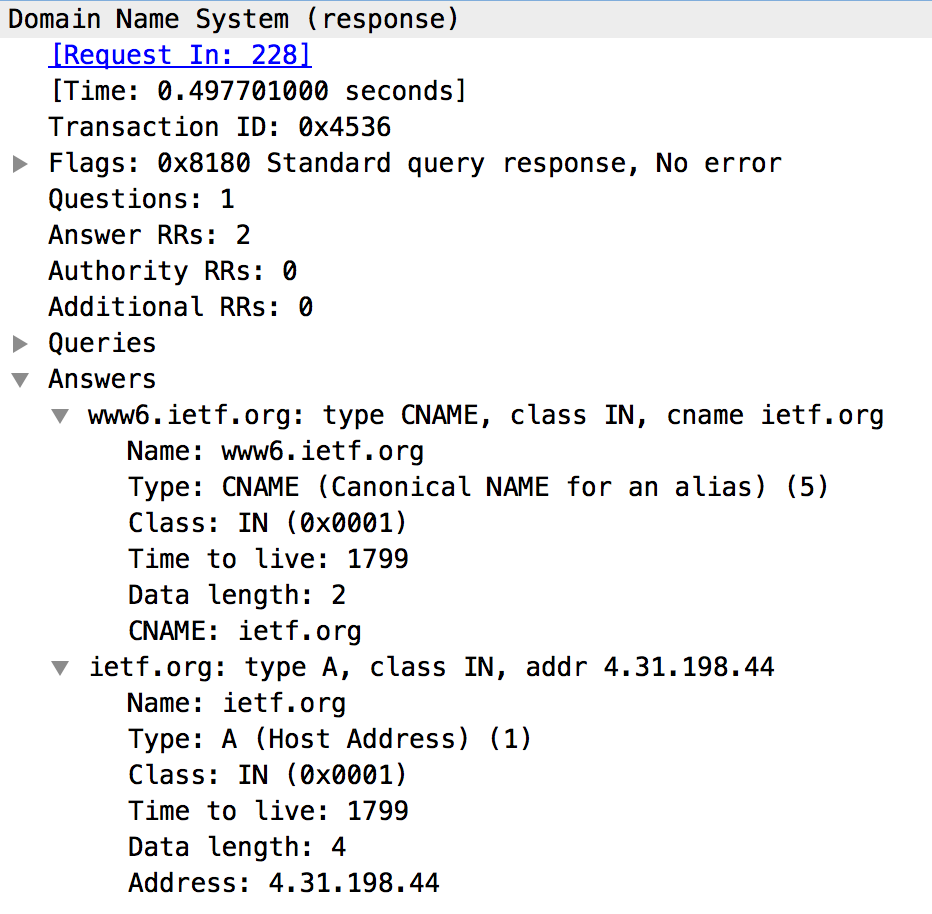 Domain Name System (response)
[Request In: 228]
[Time: 0.497701000 seconds]
Transaction ID: 0x4536
Flags: 0x8180 Standard query response, No error
Questions: 1
Answer RRs: 2
Authority RRs: 0
Additional RRs: 0
Queries
Answers
www6.ietf.org: type CNAME, class IN, cname ietf.org
Name: www6.ietf.org
Type: CNAME (Canonical NAME for an alias) (5)
Class: IN (0x0001)
Time to live: 1799
Data length: 2
CNAME: ietf.org
ietf.org: type A, class IN, addr 4.31.198.44
Name: ietf.org
Type: A (Host Address) (1)
Class: IN (0x0001)
Time to live: 1799
Data length: 4
Address: 4.31.198.44